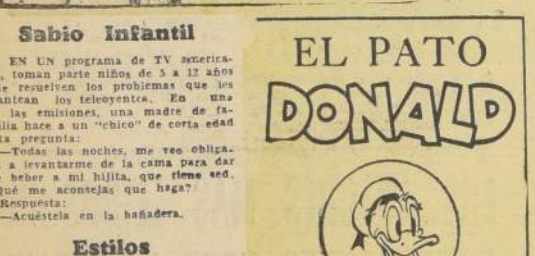 Sabio Infantil
EN UN programa de TV america-
, toman parte niños de 5 a 12 años
e resuelven los problemas que les
antean los teleoyentes. En una
las emisiones, una madre de fa-
ilia hace a un "chico" de corta edad
ta pregunta:
—Todas las noches, me veo obliga-
a levantarme de la cama para dar
beber a mi hijita, que tiene sed.
Qué me aconsejas que haga?
Respuesta:
—Acuéstela en la bañadera.
Estilos
EL PATO
DONALD